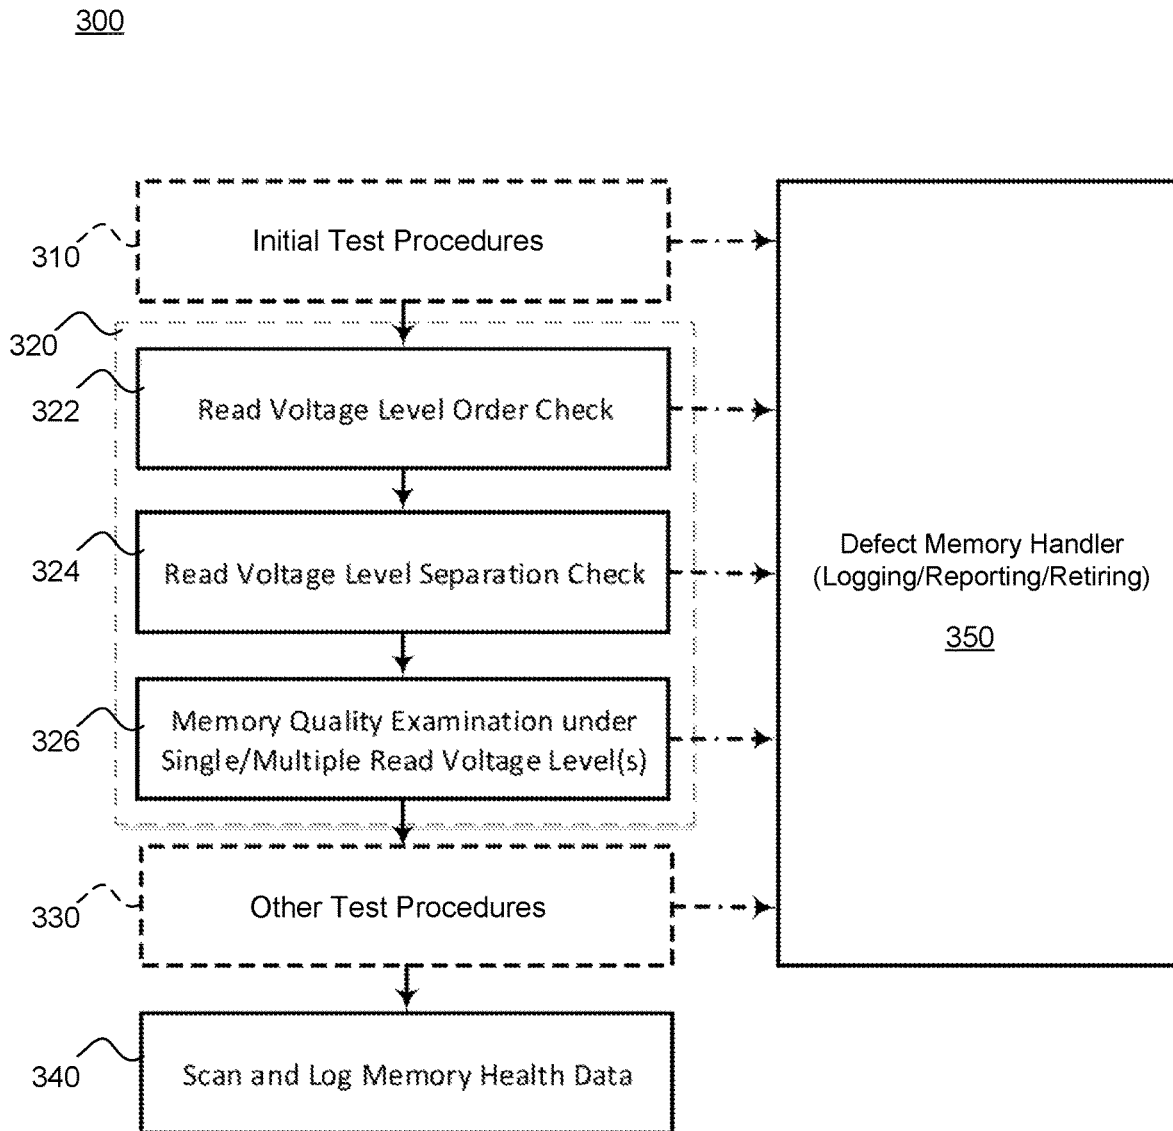 300
310
Initial Test Procedures
320
322
Read Voltage Level Order Check
324
Read Voltage Level Separation Check
326
Memory Quality Examination under
Single/Multiple Read Voltage Level(s)
330
Other Test Procedures
340
Scan and Log Memory Health Data
Defect Memory Handler
(Logging/Reporting/Retiring)
350